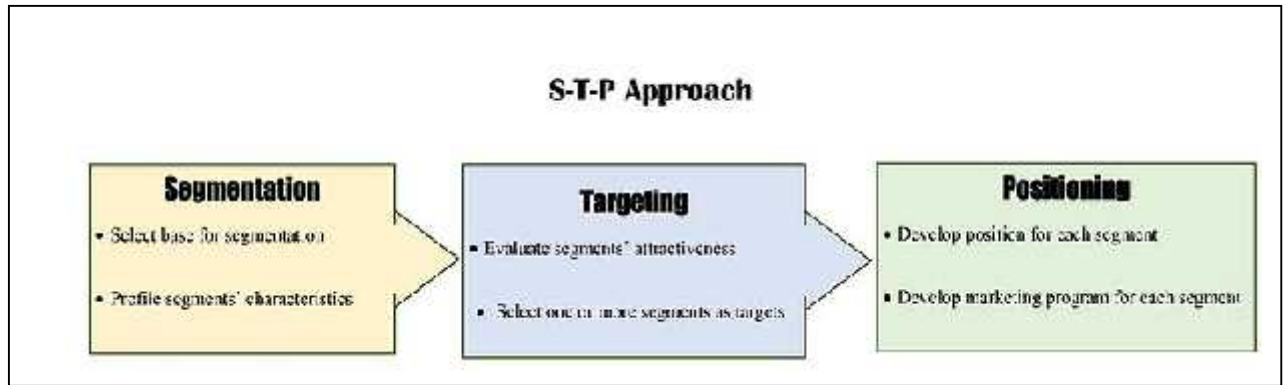 S-T-P Approach
Segmentation
• Select base for segmentation
• Profile segments' characteristics
Targeting
• Evaluate segments' attractiveness
• Select one or more segments as targets
Positioning
• Develop position for each segment
• Develop marketing program for each segment